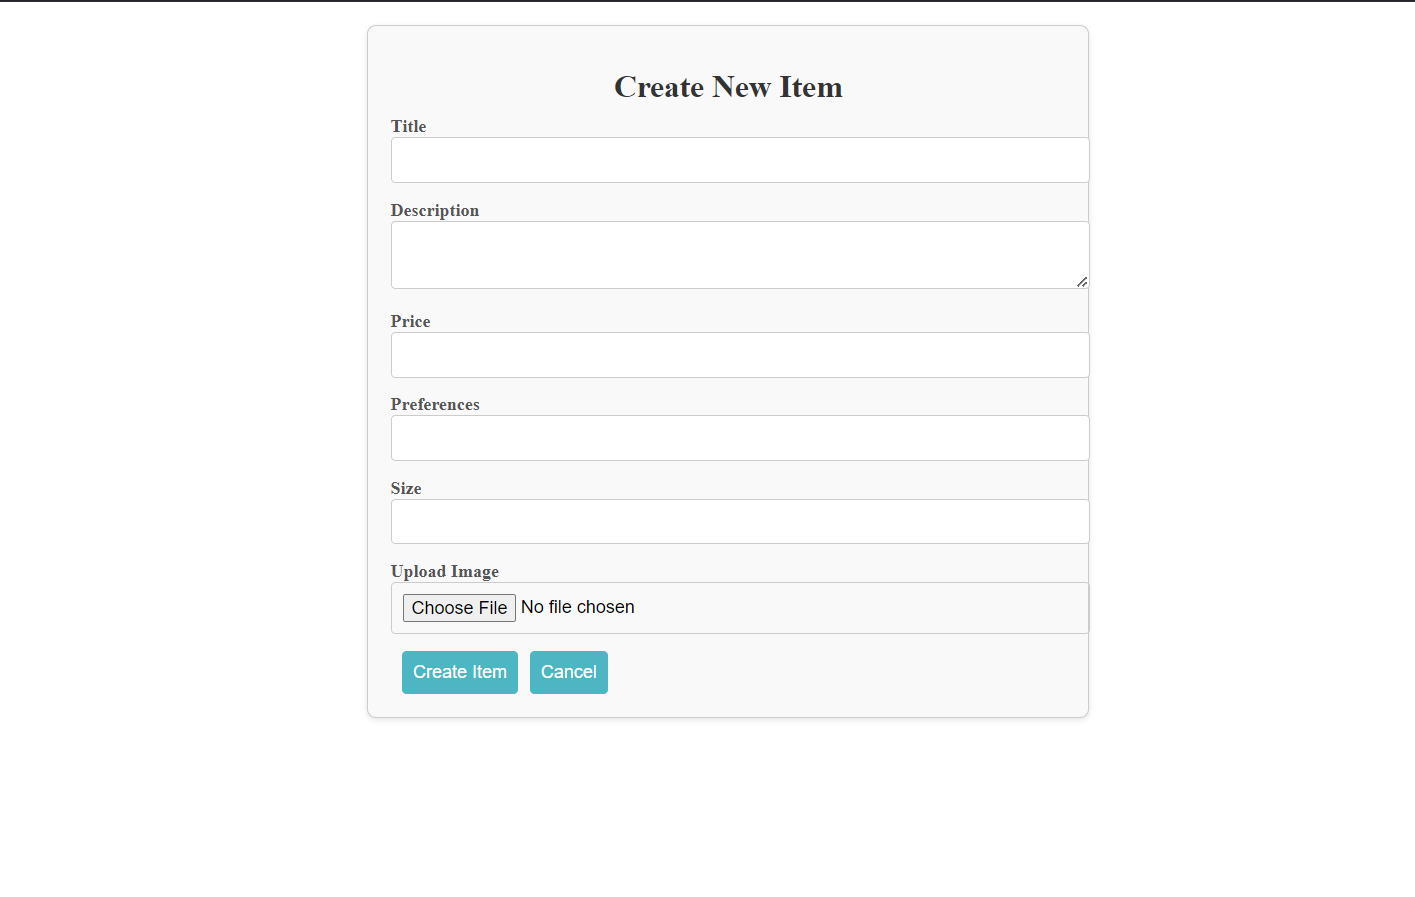 Create New Item
Title
Description
Price
Preferences
Size
Upload Image
Choose File No file chosen
Create Item Cancel